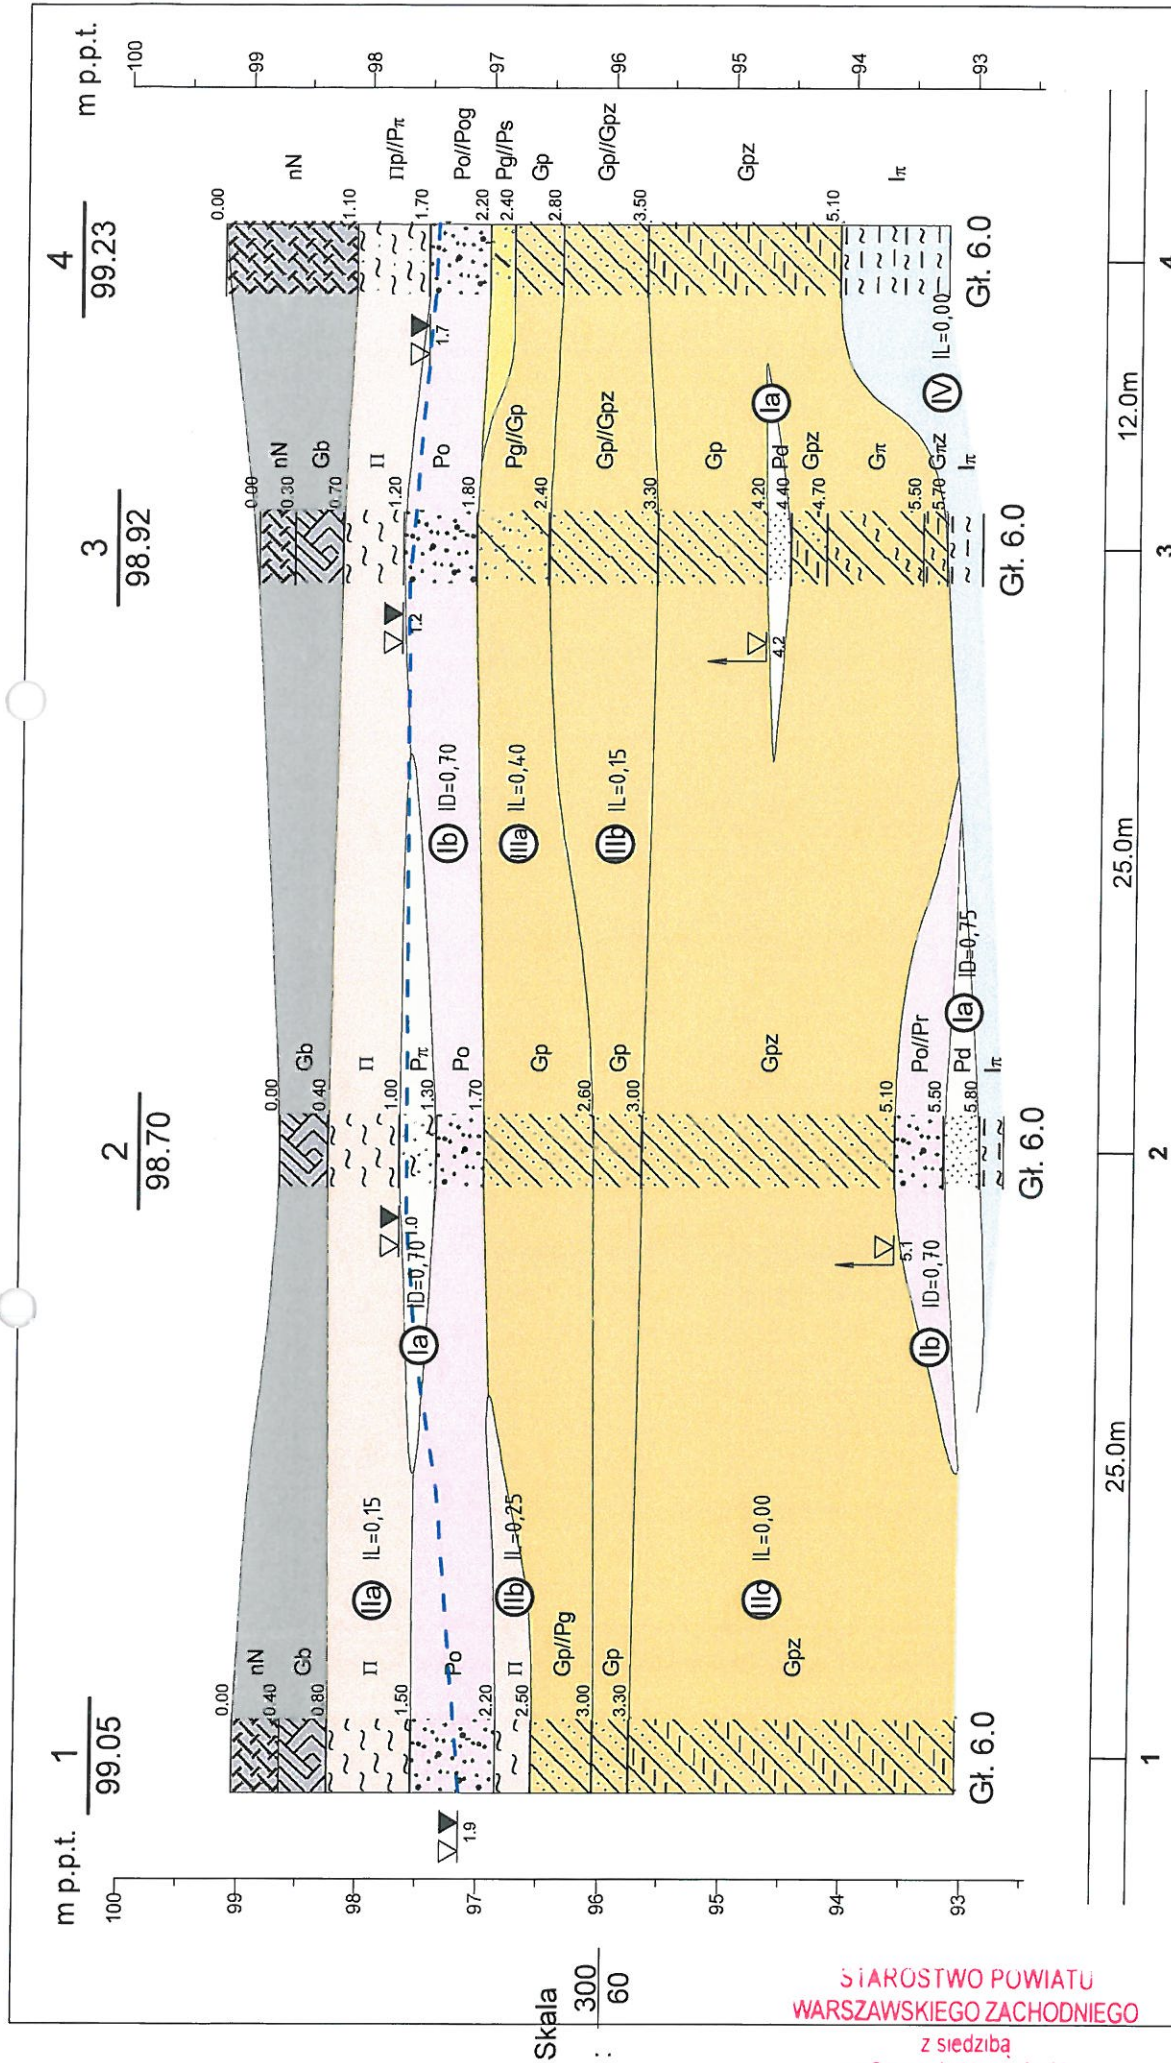 m p.p.t.
1
99.05
2
98.70
3
98.92
4
99.23
m p.p.t.
100
99
98
97
96
95
94
93
Skala
300
60
:
1.9
0.00
nN
0.40
Gb
0.80
Π
1.50
Po
2.20
Π
2.50
Gp//Pg
3.00
Gp
3.30
Gpz
Gł. 6.0
IIa IL=0,15
IIb IL=0,25
IIIc IL=0,00
Ia ID=0,70
1.0
Ib ID=0,70
5.1
0.00
Gb
0.40
Π
1.00
Pπ
1.30
Po
1.70
Gp
2.60
Gp
3.00
Gpz
5.10
Po//Pr
5.50
Pd
5.80
Iπ
Gł. 6.0
Ib ID=0,70
IIIa IL=0,40
IIIb IL=0,15
Ia ID=0,75
1.2
4.2
0.00
nN
0.30
Gb
0.70
Π
1.20
Po
1.80
Pg//Gp
2.40
Gp//Gpz
3.30
Gp
4.20
Pd
4.40
Gpz
4.70
Gπ
5.50
Gπz
5.70
Iπ
Gł. 6.0
1.7
Ia
IV IL=0,00
0.00
nN
1.10
Πp//Pπ
1.70
Po//Pog
2.20
Pg//Ps
2.40
Gp
2.80
Gp//Gpz
3.50
Gpz
5.10
Iπ
Gł. 6.0
100
99
98
97
96
95
94
93
25.0m
25.0m
12.0m
1
2
3
4
STAROSTWO POWIATU
WARSZAWSKIEGO ZACHODNIEGO
z siedzibą